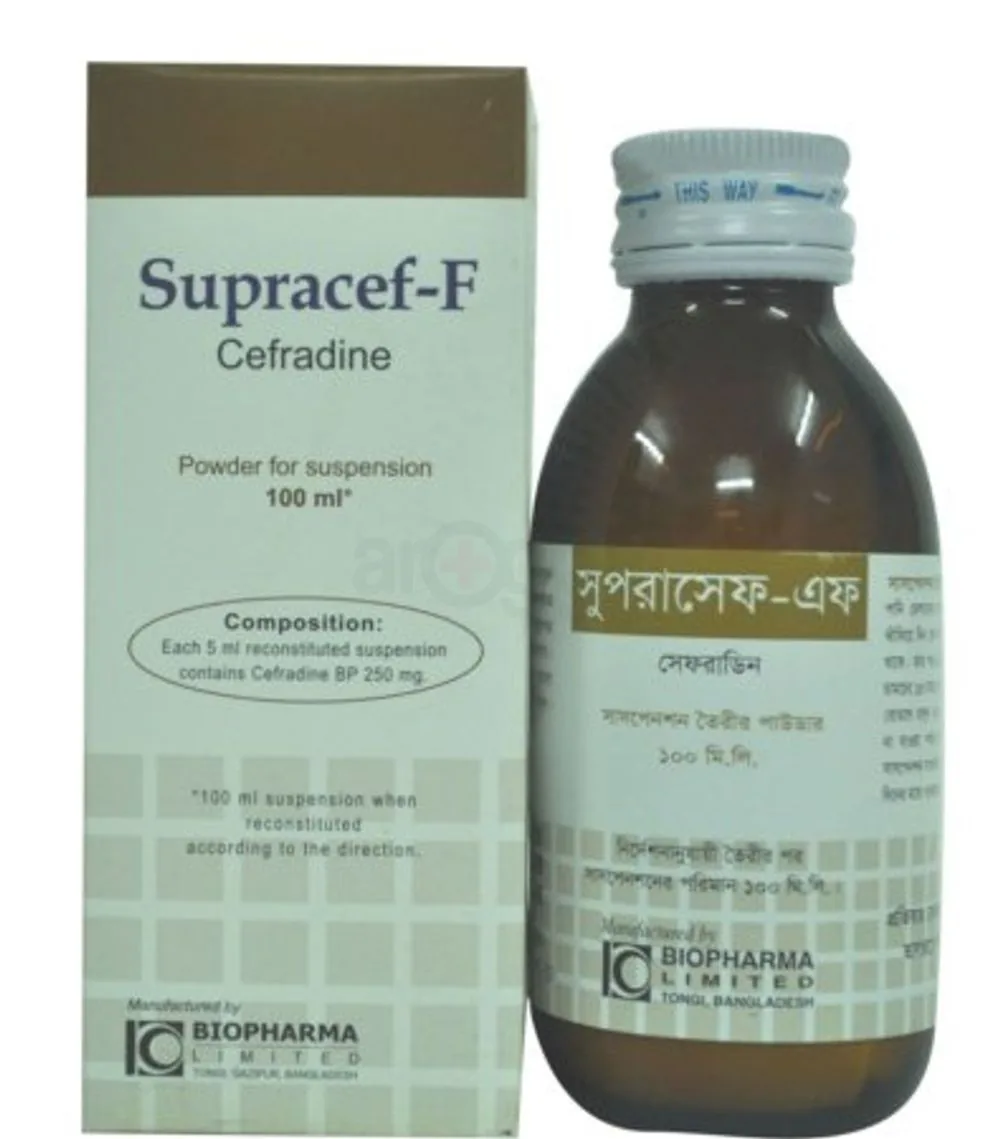 Supracef-F
Cefradine
Powder for suspension
100 ml*
Composition:
Each 5 ml reconstituted suspension
contains Cefradine BP 250 mg.
*100 ml suspension when
reconstituted
according to the direction.
Manufactured by
BIOPHARMA
LIMITED
TONGI, GAZIPUR, BANGLADESH
THIS WAY
সুপরাসেফ-এফ
সেফরাডিন
সাসপেনশন তৈরীর পাউডার
১০০ মি.লি.
নির্দেশনানুযায়ী তৈরীর পর
সাসপেনশনের পরিমান ১০০ মি.লি.।
Manufactured by
BIOPHARMA
LIMITED
TONGI, BANGLADESH